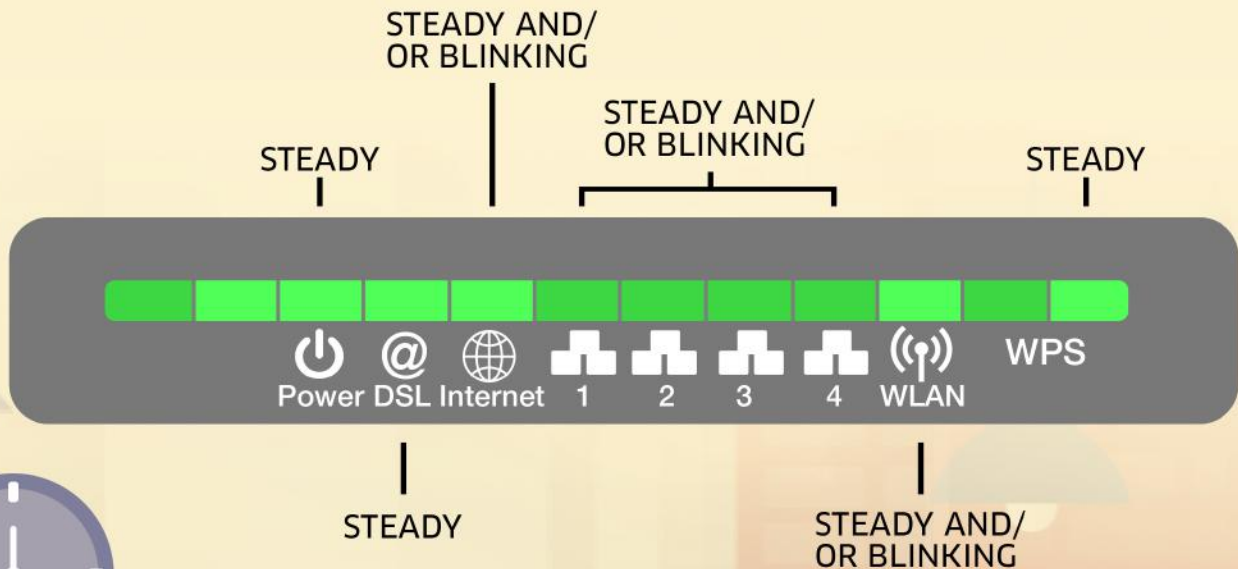 STEADY AND/
OR BLINKING
STEADY AND/
OR BLINKING
STEADY
STEADY
Power DSL Internet 1 2 3 4 WLAN
WPS
STEADY
STEADY AND/
OR BLINKING